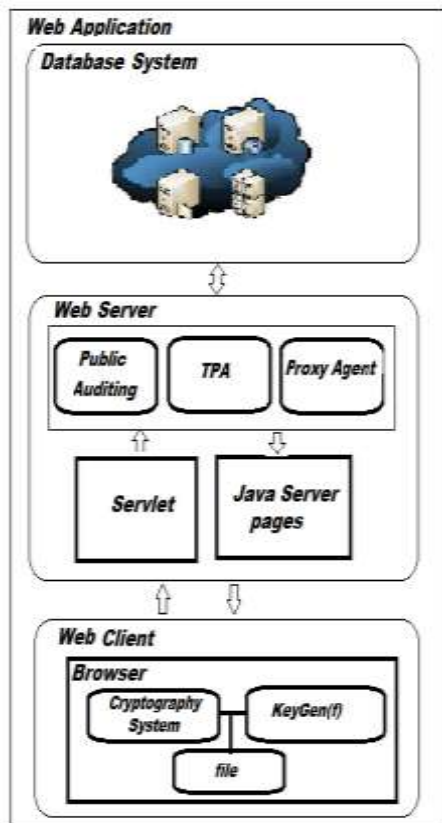 Web Application
Database System
Web Server
Public
Auditing
TPA
Proxy Agent
Servlet
Java Server
pages
Web Client
Browser
Cryptography
System
KeyGen(f)
file